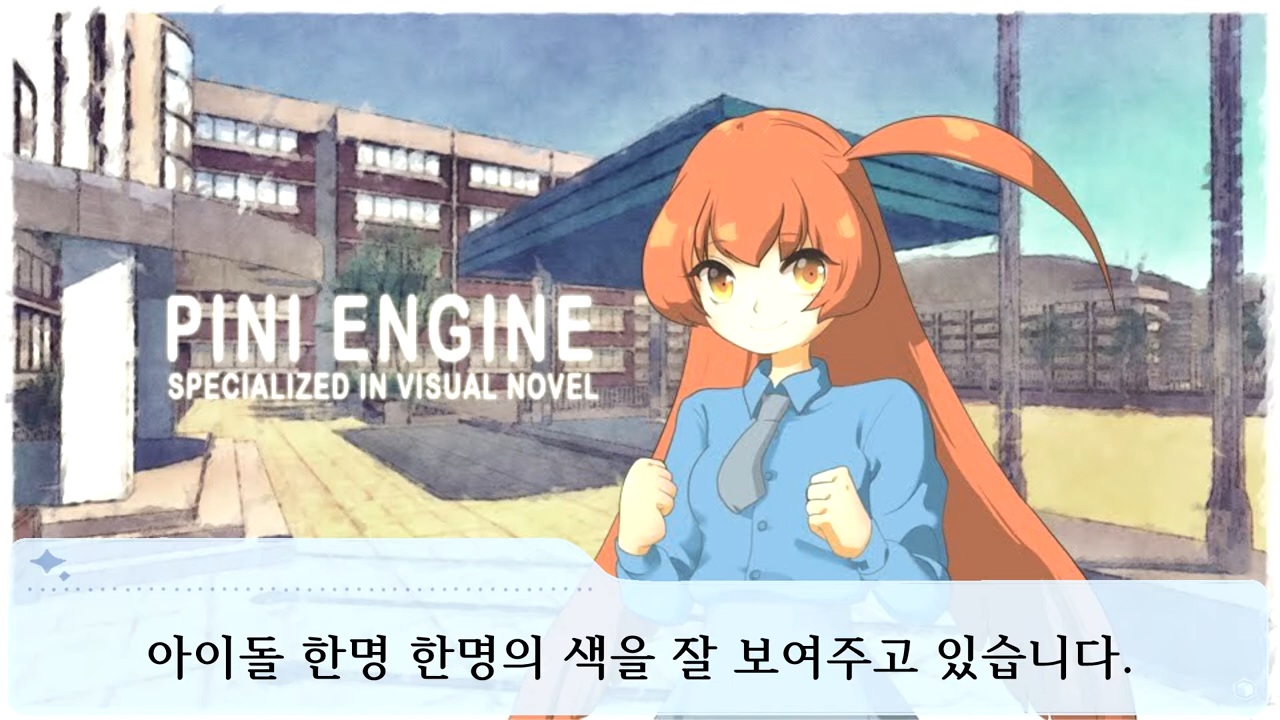 PINI ENGINE
SPECIALIZED IN VISUAL NOVEL
아이돌 한명 한명의 색을 잘 보여주고 있습니다.